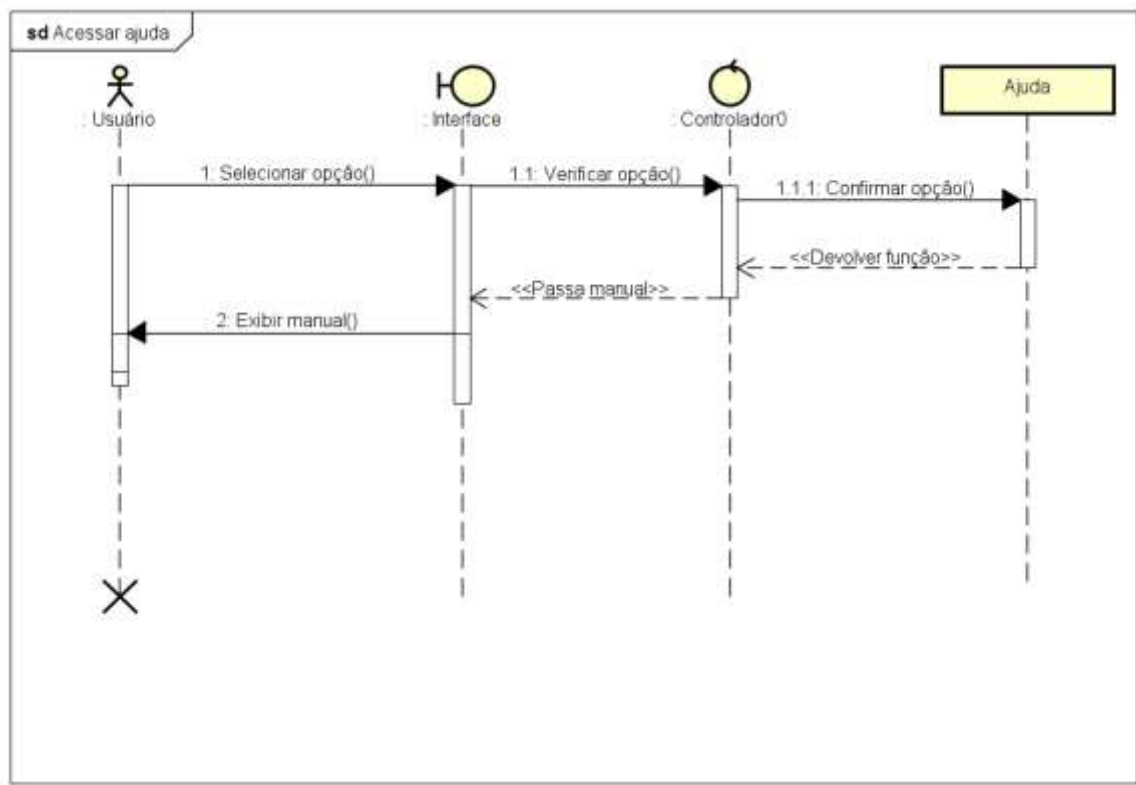 sd Acessar ajuda
: Usuário
: Interface
: Controlador0
Ajuda
1: Selecionar opção()
1.1: Verificar opção()
1.1.1: Confirmar opção()
<<Devolver função>>
<<Passa manual>>
2: Exibir manual()